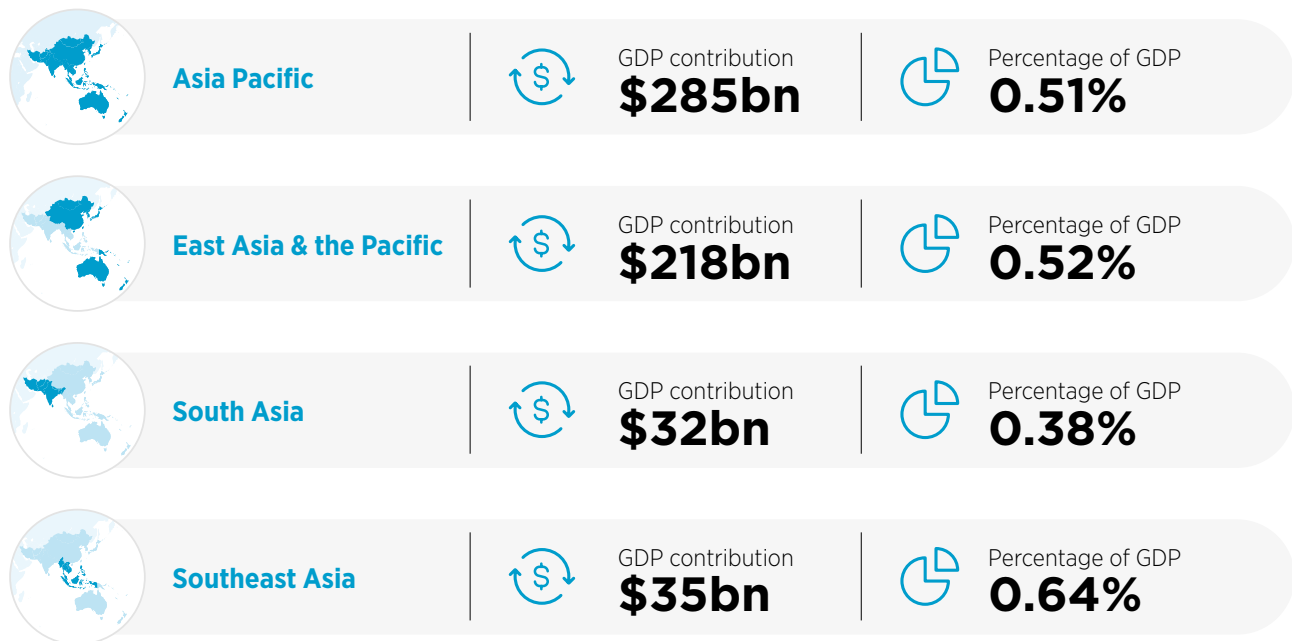 Asia Pacific
$
GDP contribution
$285bn
Percentage of GDP
0.51%
East Asia & the Pacific
$
GDP contribution
$218bn
Percentage of GDP
0.52%
South Asia
$
GDP contribution
$32bn
Percentage of GDP
0.38%
Southeast Asia
$
GDP contribution
$35bn
Percentage of GDP
0.64%